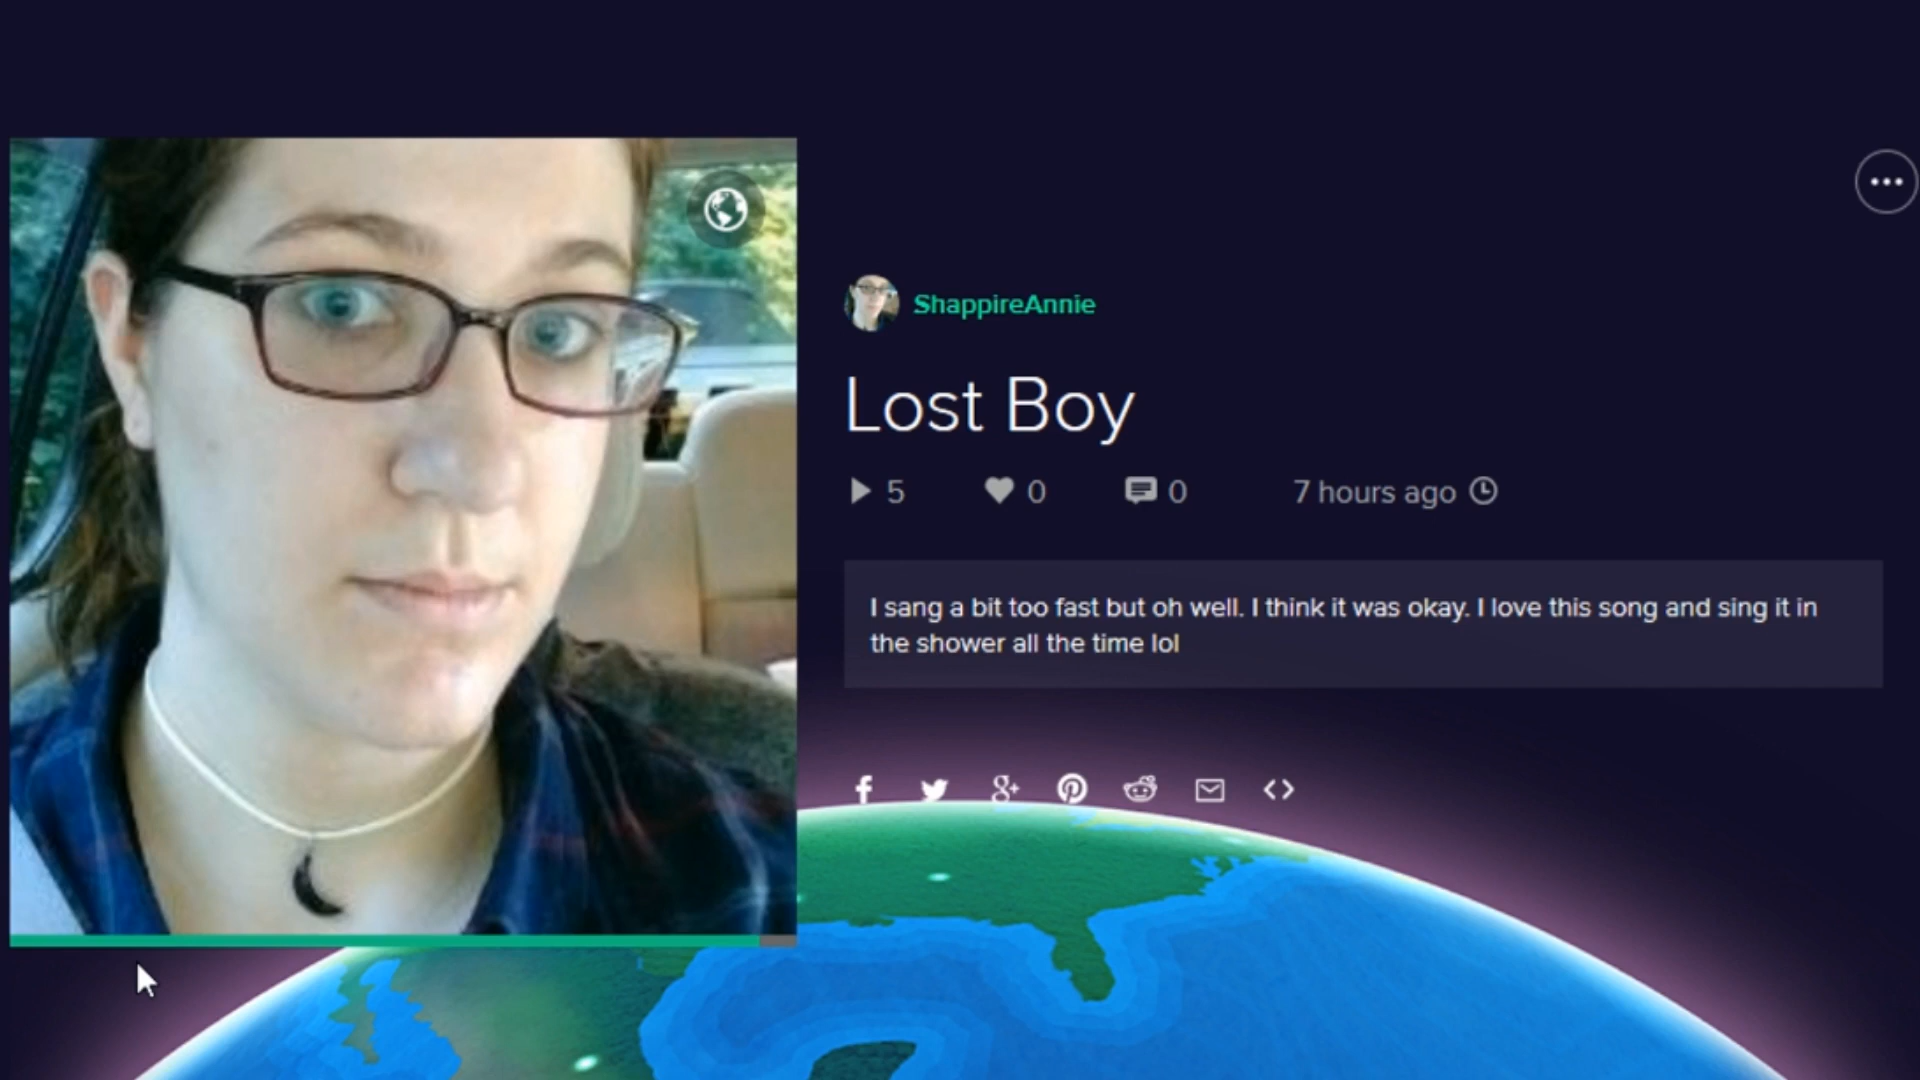 ShappireAnnie
Lost Boy
5 0 0 7 hours ago
I sang a bit too fast but oh well. I think it was okay. I love this song and sing it in
the shower all the time lol